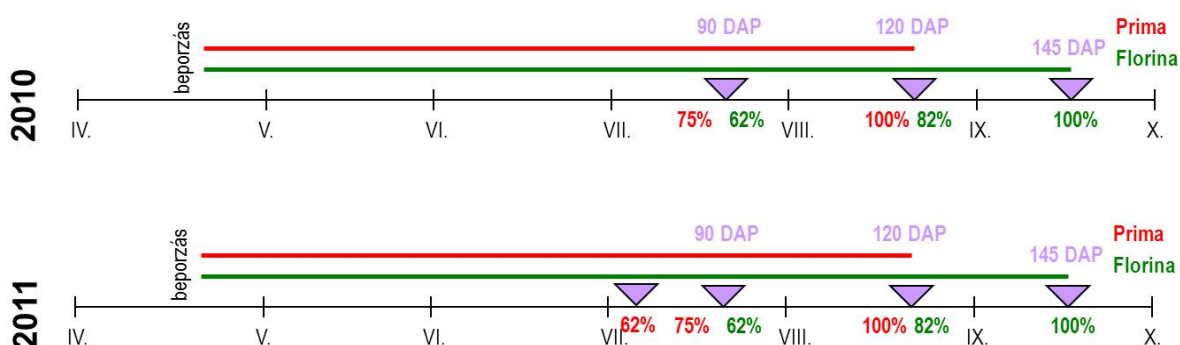 2010
beporzás
90 DAP 120 DAP Prima
145 DAP Florina
75% 62% 100% 82% 100%
IV. V. VI. VII. VIII. IX. X.
2011
beporzás
90 DAP 120 DAP Prima
145 DAP Florina
62% 75% 62% 100% 82% 100%
IV. V. VI. VII. VIII. IX. X.